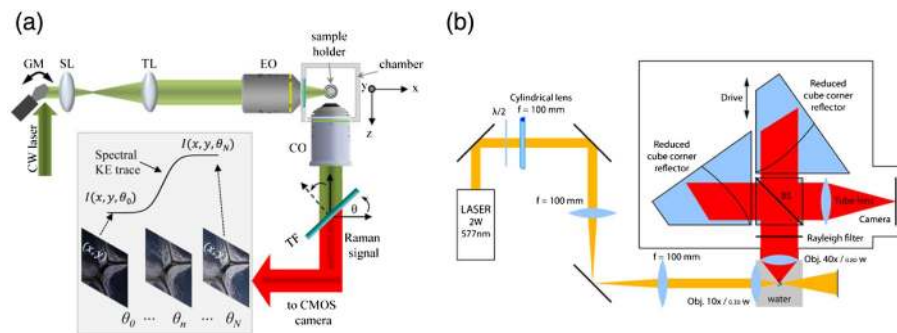 (a)
GM
SL
TL
EO
sample
holder
chamber
y
x
z
CW laser
CO
I(x, y, θN)
Spectral
KE trace
I(x, y, θ0)
θ
TF
Raman
signal
(x,y)
(x,y)
to CMOS
camera
θ0 ... θn ... θN
(b)
Reduced
cube corner
reflector
Drive
Cylindrical lens
f = 100 mm
λ/2
Reduced
cube corner
reflector
BS
Tube lens
Camera
f = 100 mm
LASER
2W
577nm
Rayleigh filter
f = 100 mm
Obj. 40x / 0.80 w
Obj. 10x / 0.30 w
water